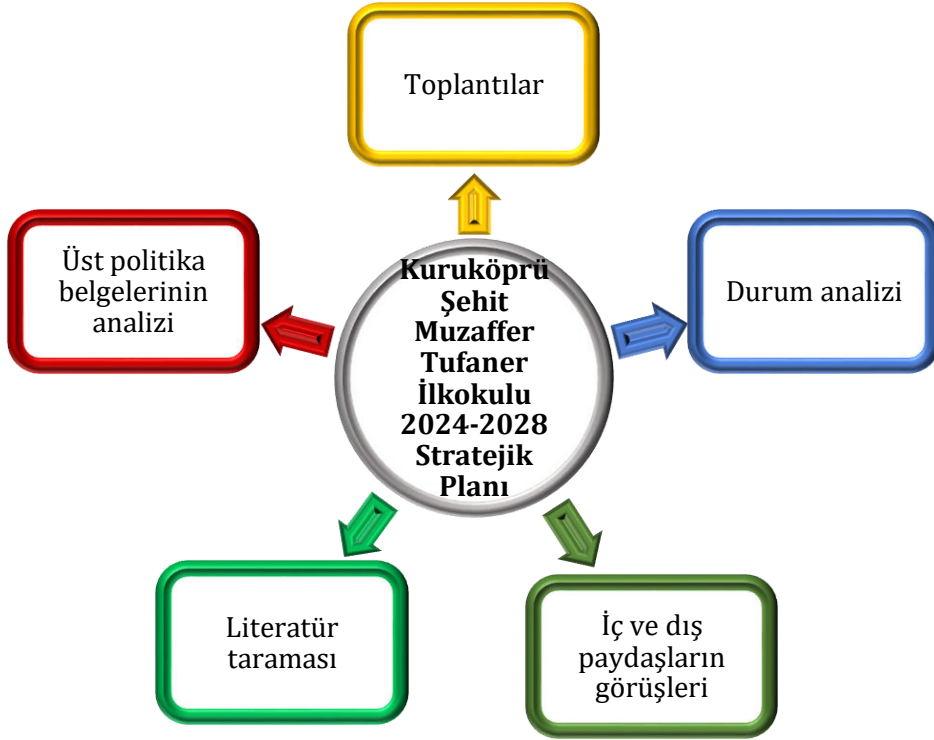 Toplantılar
Üst politika
belgelerinin
analizi
Kuruköprü
Şehit
Muzaffer
Tufaner
İlkokulu
2024-2028
Stratejik
Planı
Durum analizi
Literatür
taraması
İç ve dış
paydaşların
görüşleri